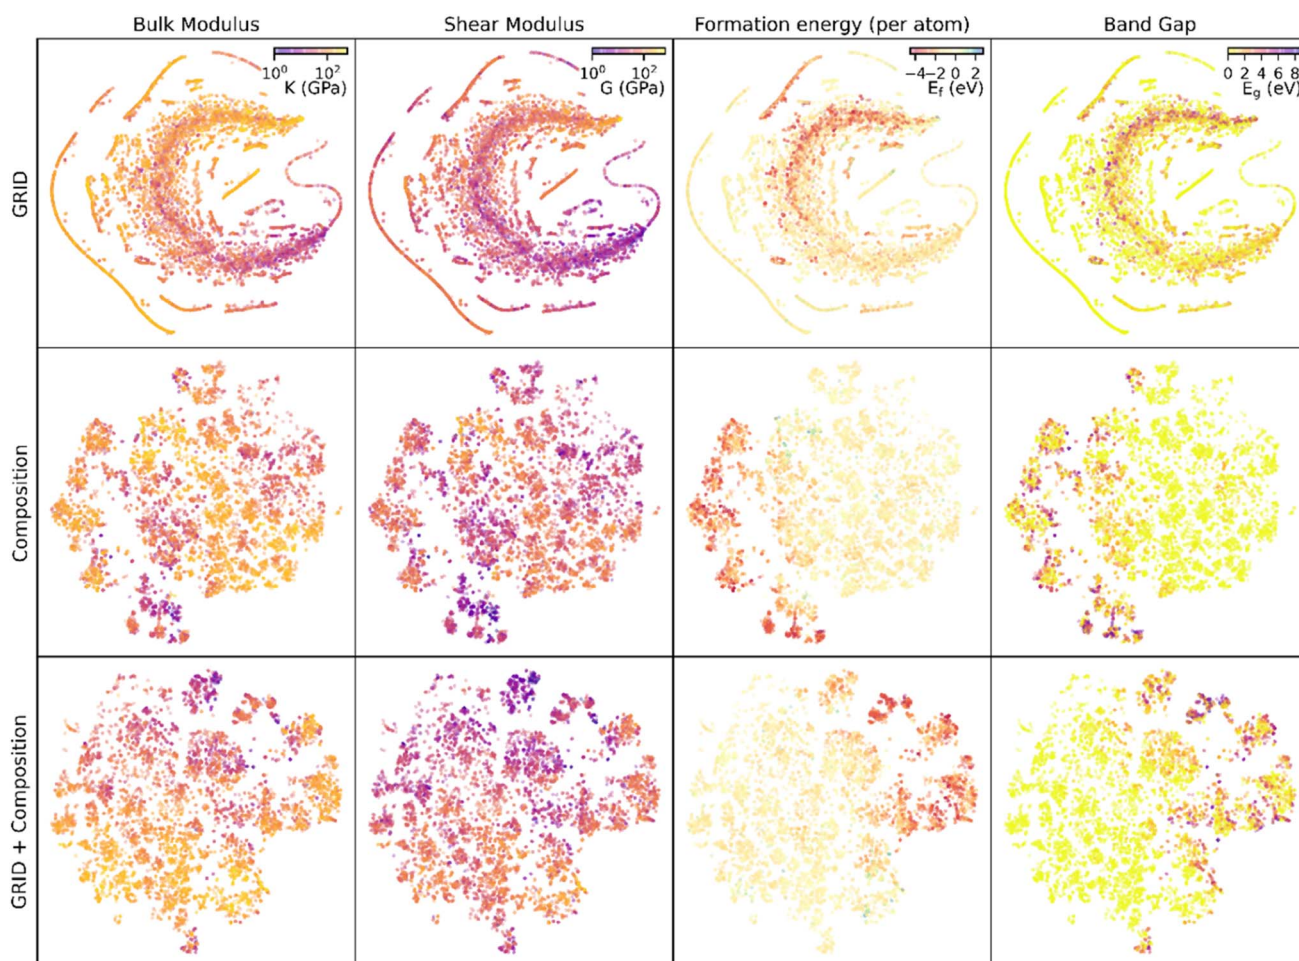 Bulk Modulus
Shear Modulus
Formation energy (per atom)
Band Gap
10⁰ 10²
K (GPa)
10⁰ 10²
G (GPa)
−4 −2 0 2
E_f (eV)
0 2 4 6 8
E_g (eV)
GRID
Composition
GRID + Composition